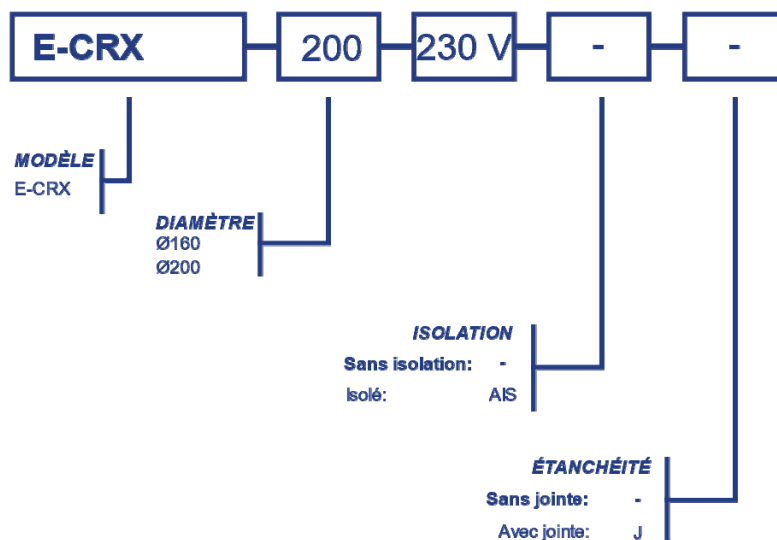 E-CRX 200 230 V - -
MODÈLE
E-CRX
DIAMÈTRE
Ø160
Ø200
ISOLATION
Sans isolation: -
Isolé: AIS
ÉTANCHÉITÉ
Sans jointe: -
Avec jointe: J